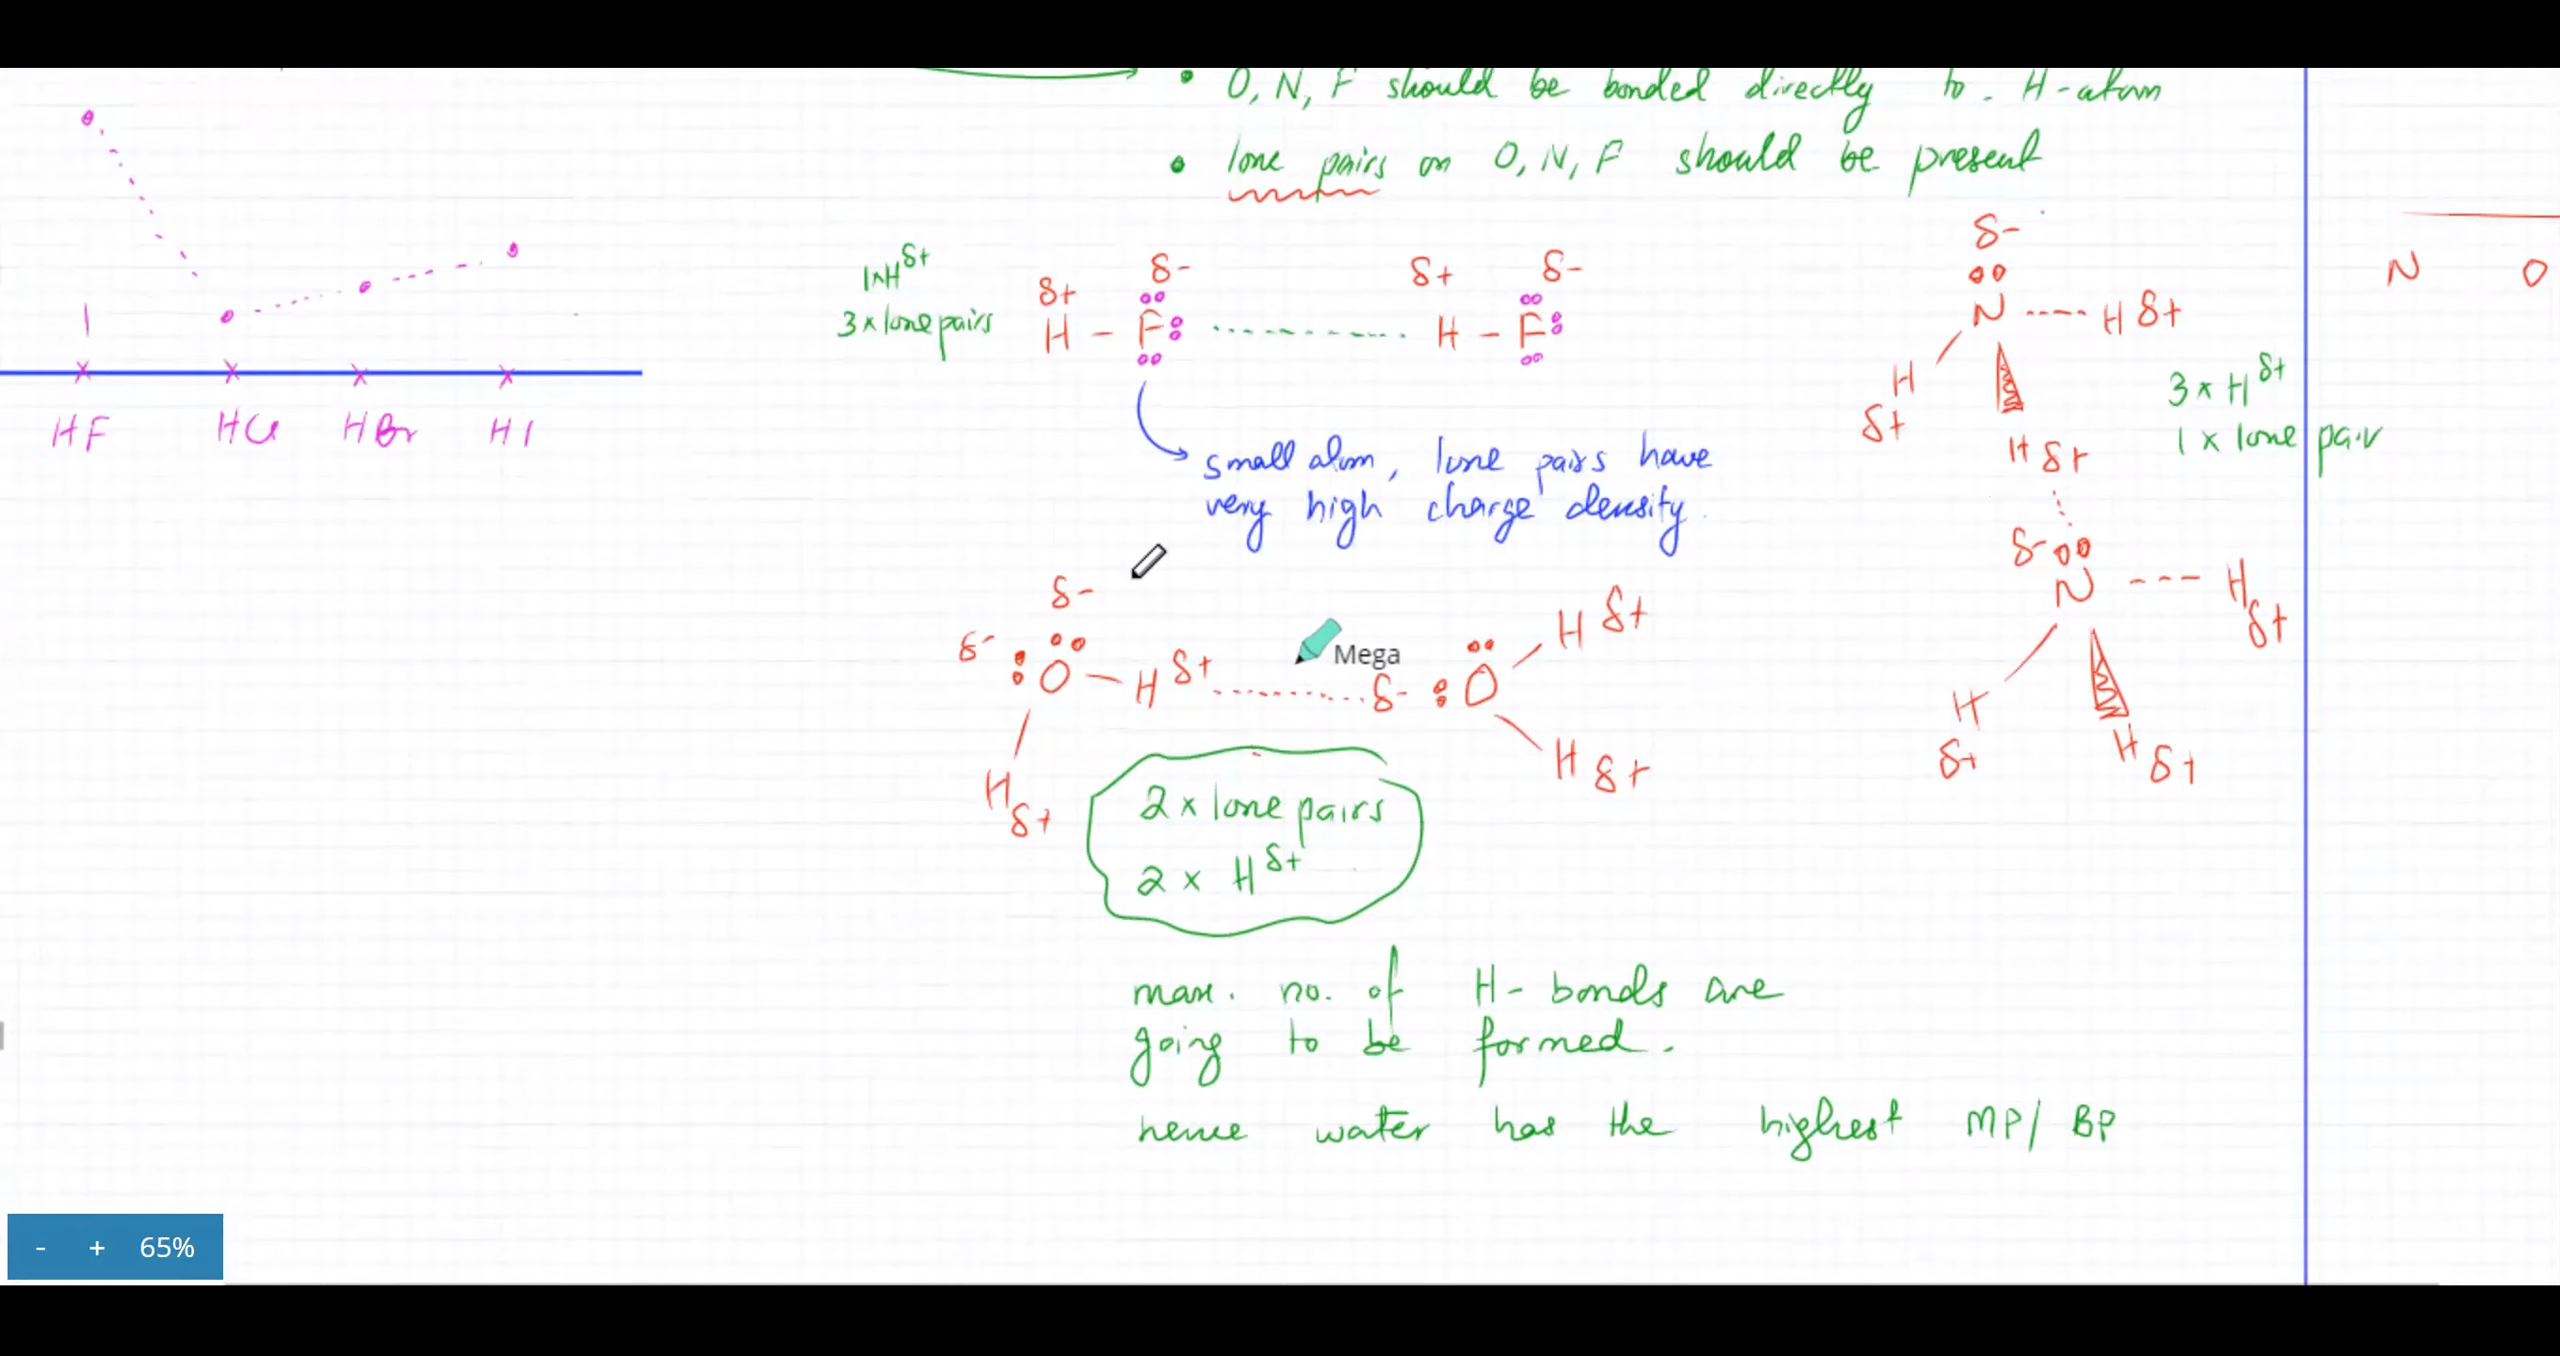 • O, N, F should be bonded directly to - H-atom
• lone pairs on O, N, F should be present
HF HCl HBr HI
1×H δ+
3 × lone pairs
δ+ δ- δ+ δ-
H - F H - F
small atom, lone pairs have
very high charge density
δ-
N H δ+
H
δ+
H δ+
3 × H δ+
1 × lone pair
δ-
N H
δ+
H
δ+
H δ+
N O
δ-
δ- O - H δ+ δ- O H δ+
H
δ+
H δ+
Mega
2 × lone pairs
2 × H δ+
max. no. of H- bonds are
going to be formed.
hence water has the highest MP/ BP
- + 65%